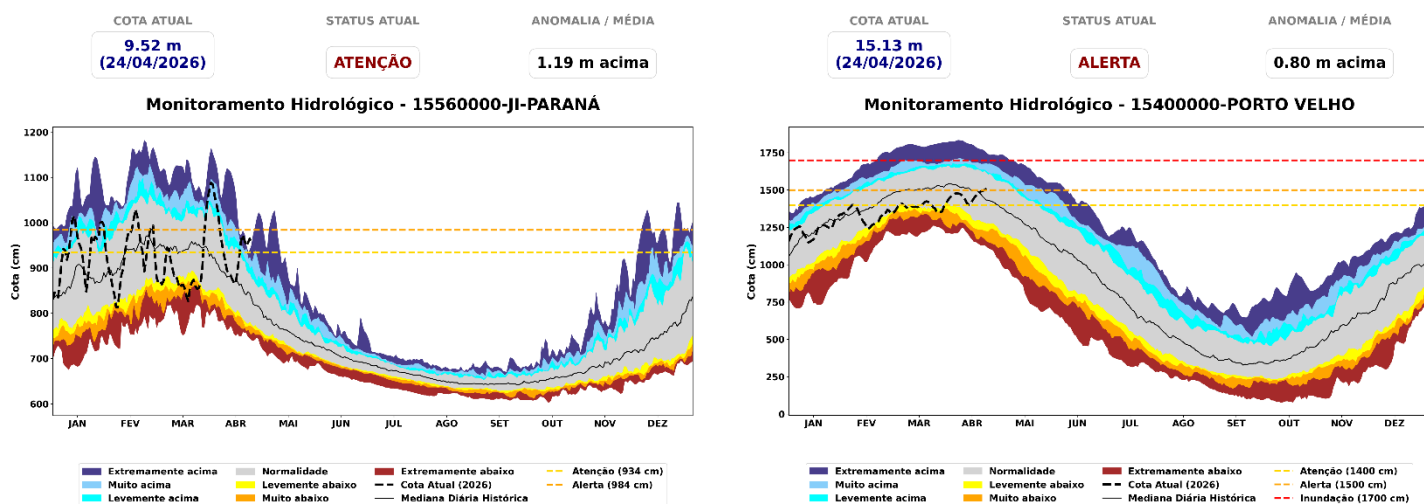 COTA ATUAL
STATUS ATUAL
ANOMALIA / MÉDIA
9.52 m
(24/04/2026)
ATENÇÃO
1.19 m acima
Monitoramento Hidrológico - 15560000-JI-PARANÁ
Cota (cm)
1200
1100
1000
900
800
700
600
JAN FEV MAR ABR MAI JUN JUL AGO SET OUT NOV DEZ
Extremamente acima
Muito acima
Levemente acima
Normalidade
Levemente abaixo
Muito abaixo
Extremamente abaixo
Cota Atual (2026)
Mediana Diária Histórica
Atenção (934 cm)
Alerta (984 cm)
COTA ATUAL
STATUS ATUAL
ANOMALIA / MÉDIA
15.13 m
(24/04/2026)
ALERTA
0.80 m acima
Monitoramento Hidrológico - 15400000-PORTO VELHO
Cota (cm)
1750
1500
1250
1000
750
500
250
0
JAN FEV MAR ABR MAI JUN JUL AGO SET OUT NOV DEZ
Extremamente acima
Muito acima
Levemente acima
Normalidade
Levemente abaixo
Muito abaixo
Extremamente abaixo
Cota Atual (2026)
Mediana Diária Histórica
Atenção (1400 cm)
Alerta (1500 cm)
Inundação (1700 cm)